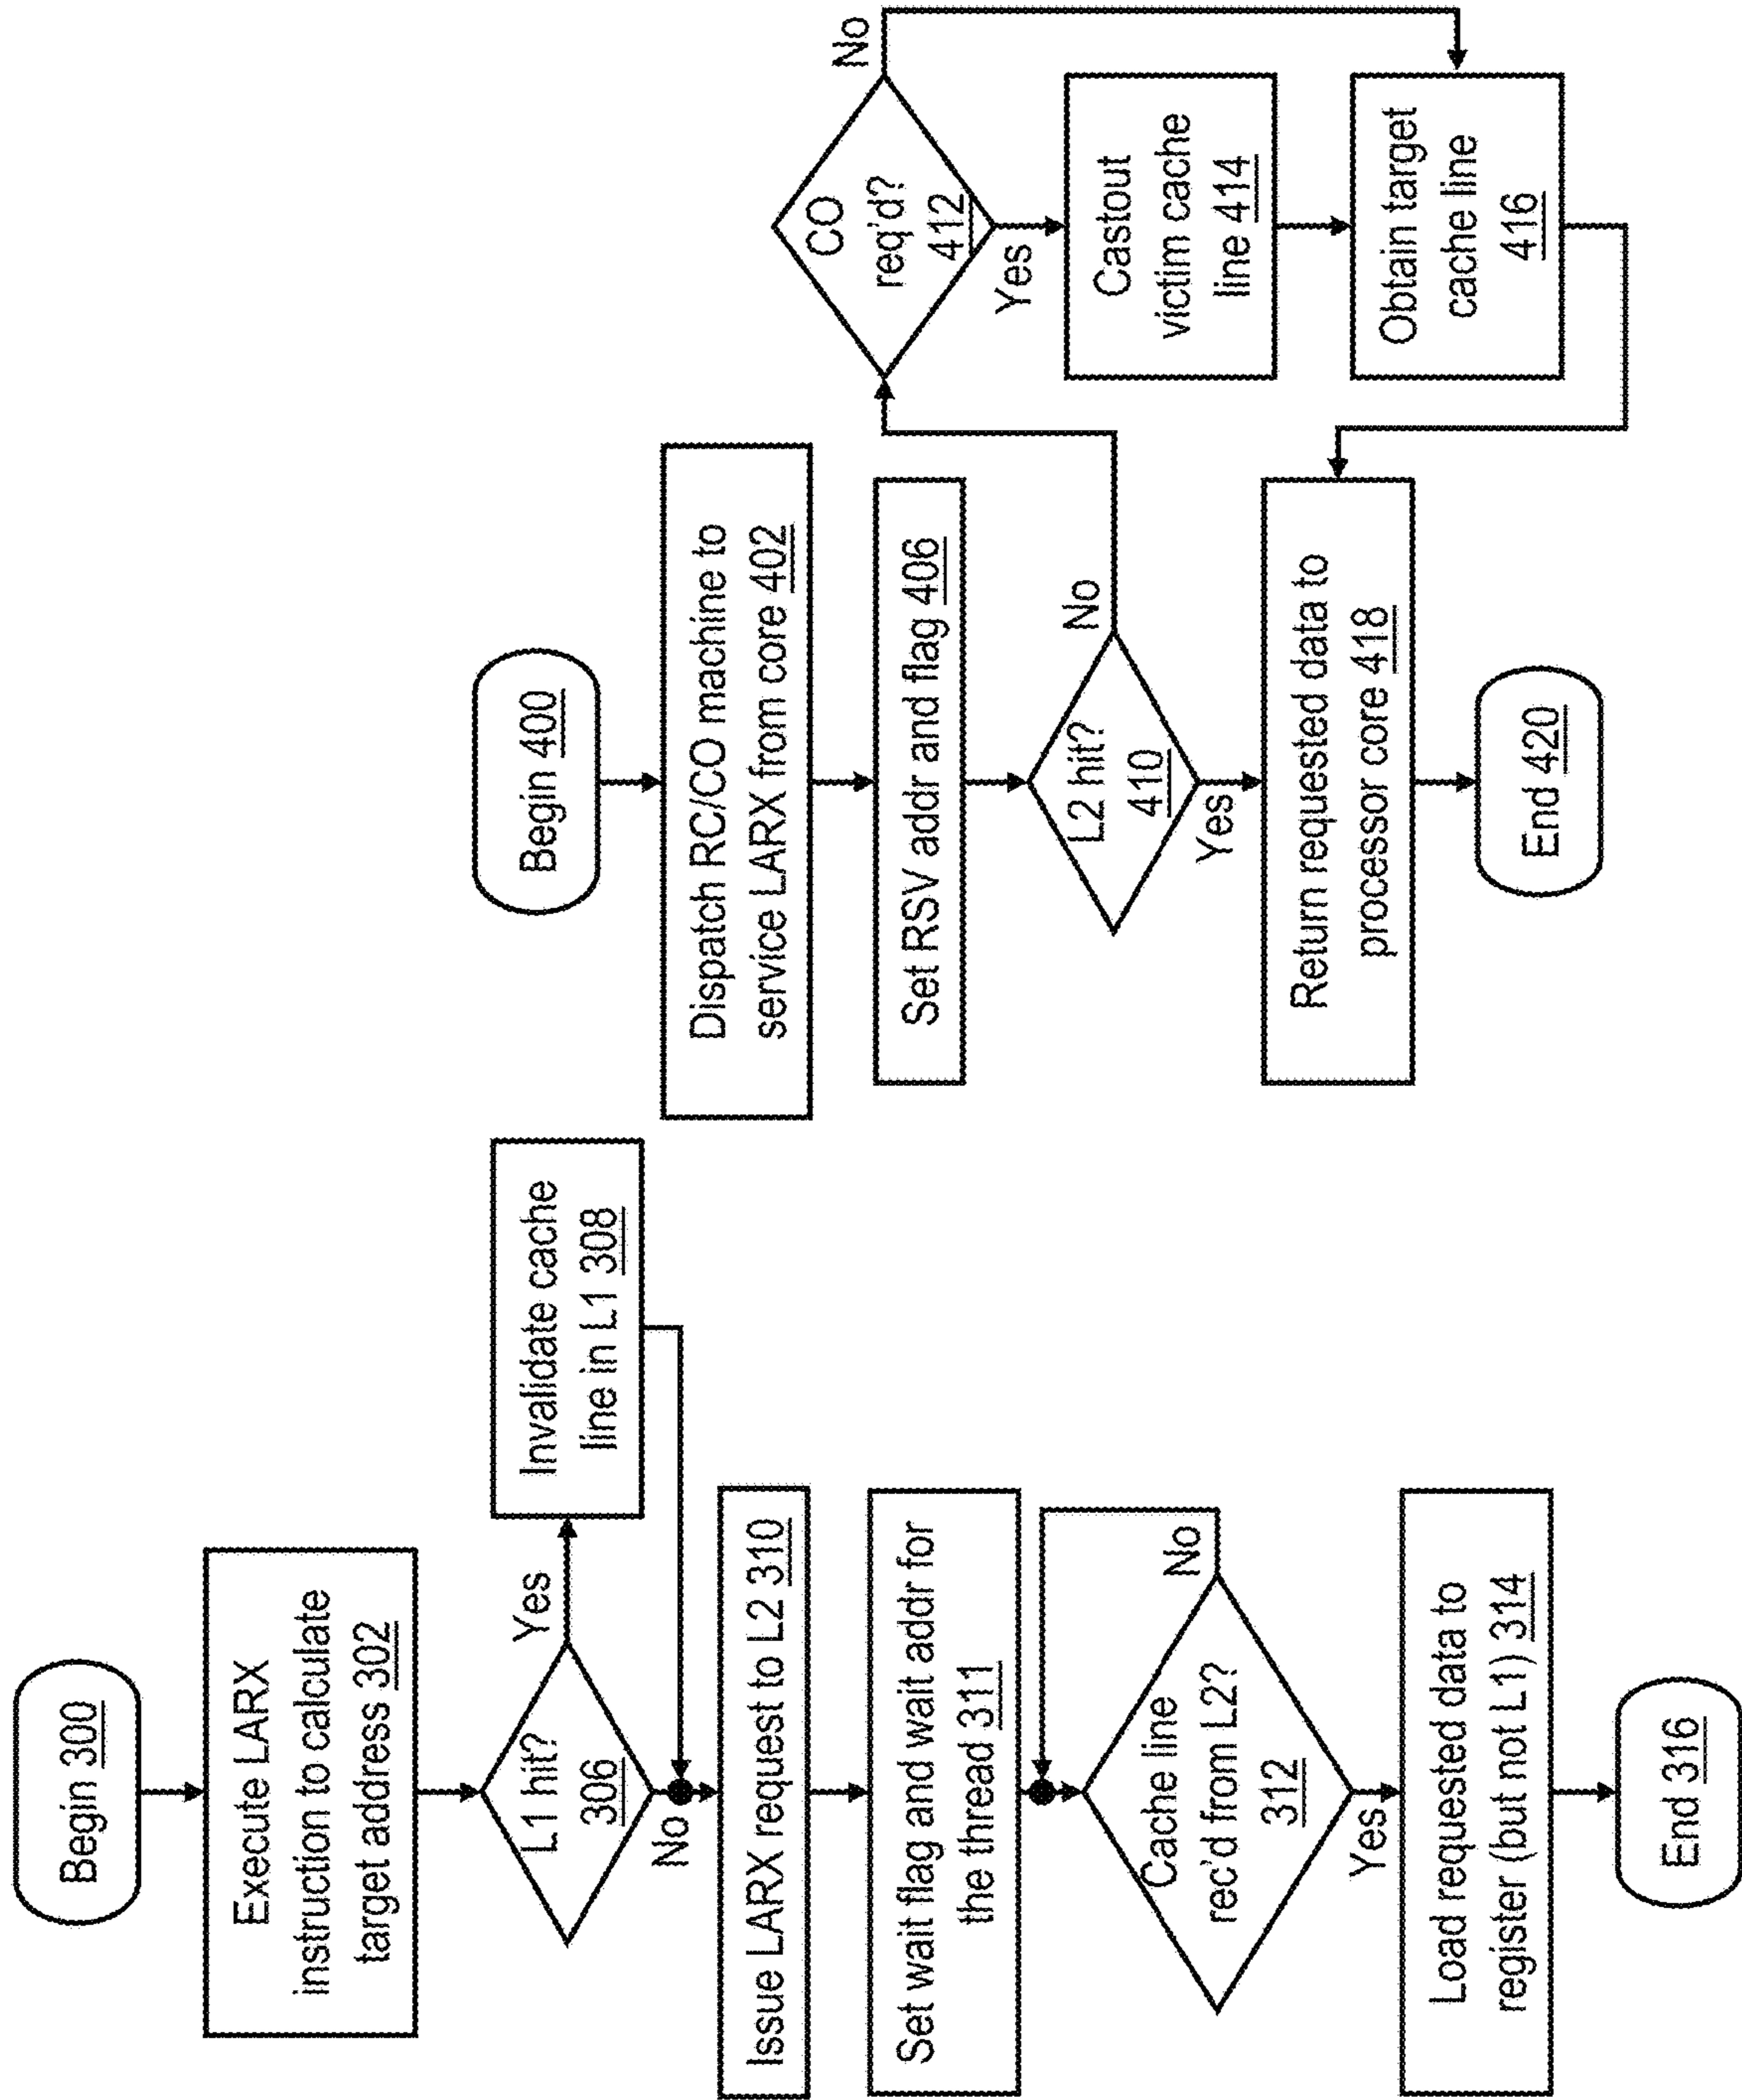 Begin 300
Execute LARX
instruction to calculate
target address 302
L1 hit?
306
Yes
No
Invalidate cache
line in L1 308
Issue LARX request to L2 310
Set wait flag and wait addr for
the thread 311
Cache line
rec'd from L2?
312
No
Yes
Load requested data to
register (but not L1) 314
End 316
Begin 400
Dispatch RC/CO machine to
service LARX from core 402
Set RSV addr and flag 406
L2 hit?
410
No
Yes
CO
req'd?
412
No
Yes
Castout
victim cache
line 414
Obtain target
cache line
416
Return requested data to
processor core 418
End 420